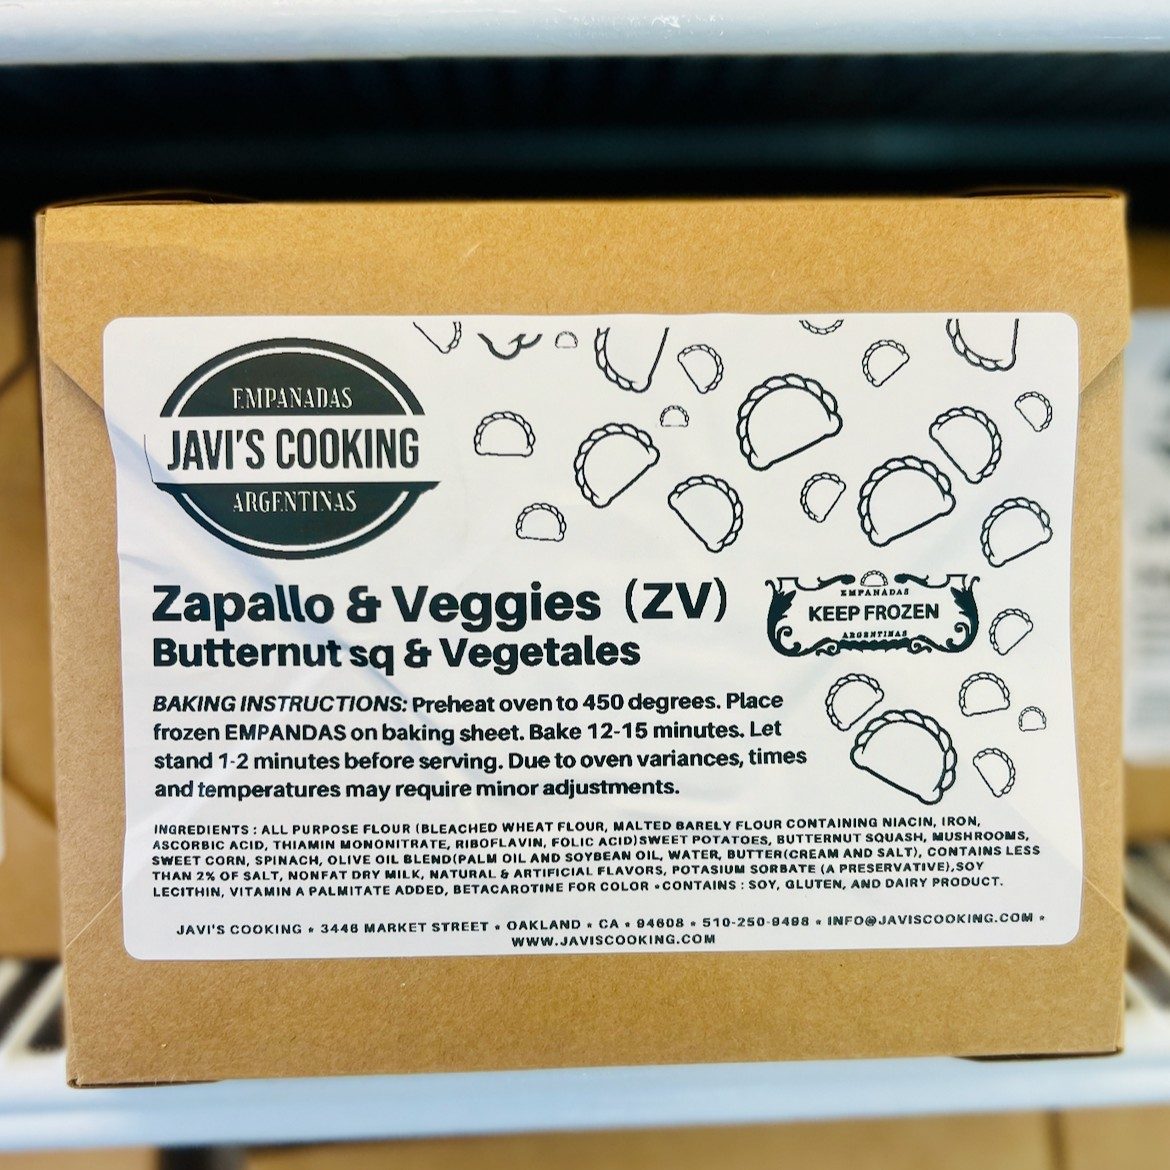 EMPANADAS
JAVI'S COOKING
ARGENTINAS
Zapallo & Veggies (ZV)
Butternut sq & Vegetales
EMPANADAS
KEEP FROZEN
ARGENTINAS
BAKING INSTRUCTIONS: Preheat oven to 450 degrees. Place
frozen EMPANDAS on baking sheet. Bake 12-15 minutes. Let
stand 1-2 minutes before serving. Due to oven variances, times
and temperatures may require minor adjustments.
INGREDIENTS : ALL PURPOSE FLOUR (BLEACHED WHEAT FLOUR, MALTED BARELY FLOUR CONTAINING NIACIN, IRON,
ASCORBIC ACID, THIAMIN MONONITRATE, RIBOFLAVIN, FOLIC ACID)SWEET POTATOES, BUTTERNUT SQUASH, MUSHROOMS,
SWEET CORN, SPINACH, OLIVE OIL BLEND(PALM OIL AND SOYBEAN OIL, WATER, BUTTER(CREAM AND SALT), CONTAINS LESS
THAN 2% OF SALT, NONFAT DRY MILK, NATURAL & ARTIFICIAL FLAVORS, POTASIUM SORBATE (A PRESERVATIVE),SOY
LECITHIN, VITAMIN A PALMITATE ADDED, BETACAROTINE FOR COLOR •CONTAINS : SOY, GLUTEN, AND DAIRY PRODUCT.
JAVI'S COOKING • 3446 MARKET STREET • OAKLAND • CA • 94608 • 510-250-9498 • INFO@JAVISCOOKING.COM •
WWW.JAVISCOOKING.COM